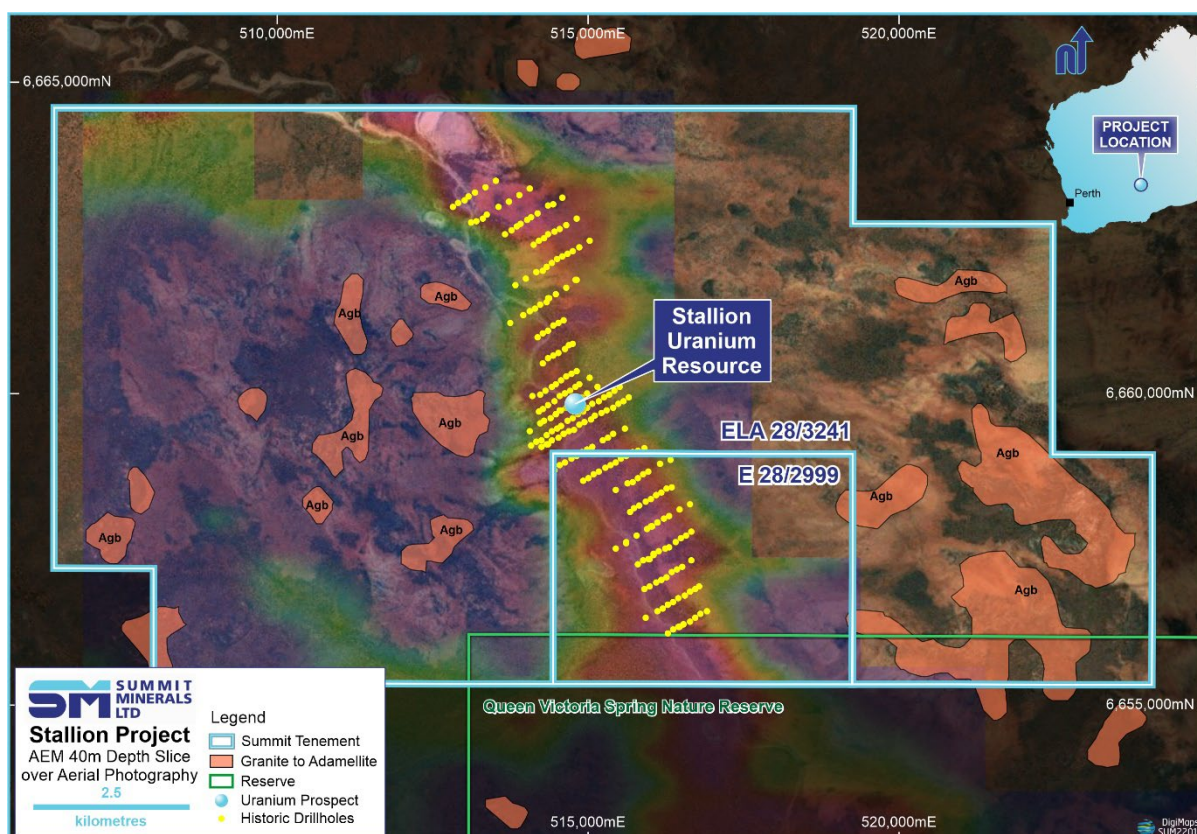 510,000mE
515,000mE
520,000mE
6,665,000mN
PROJECT
LOCATION
Perth
Agb
Agb
Agb
Stallion
Uranium
Resource
6,660,000mN
Agb
Agb
ELA 28/3241
Agb
E 28/2999
Agb
Agb
Agb
Agb
Agb
SM SUMMIT
MINERALS
LTD
Stallion Project
AEM 40m Depth Slice
over Aerial Photography
2.5
kilometres
Legend
Summit Tenement
Granite to Adamellite
Reserve
Uranium Prospect
Historic Drillholes
Queen Victoria Spring Nature Reserve
6,655,000mN
515,000mE
520,000mE
DigiMaps